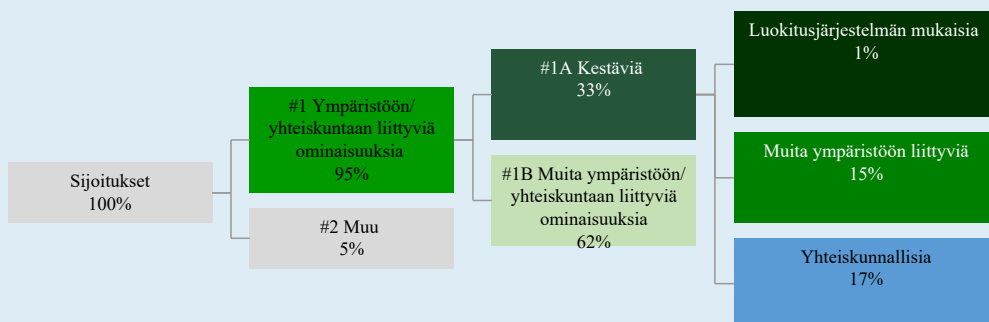 Sijoitukset
100%
#1 Ympäristöön/
yhteiskuntaan liittyviä
ominaisuuksia
95%
#2 Muu
5%
#1A Kestäviä
33%
#1B Muita ympäristöön/
yhteiskuntaan liittyviä
ominaisuuksia
62%
Luokitusjärjestelmän mukaisia
1%
Muita ympäristöön liittyviä
15%
Yhteiskunnallisia
17%